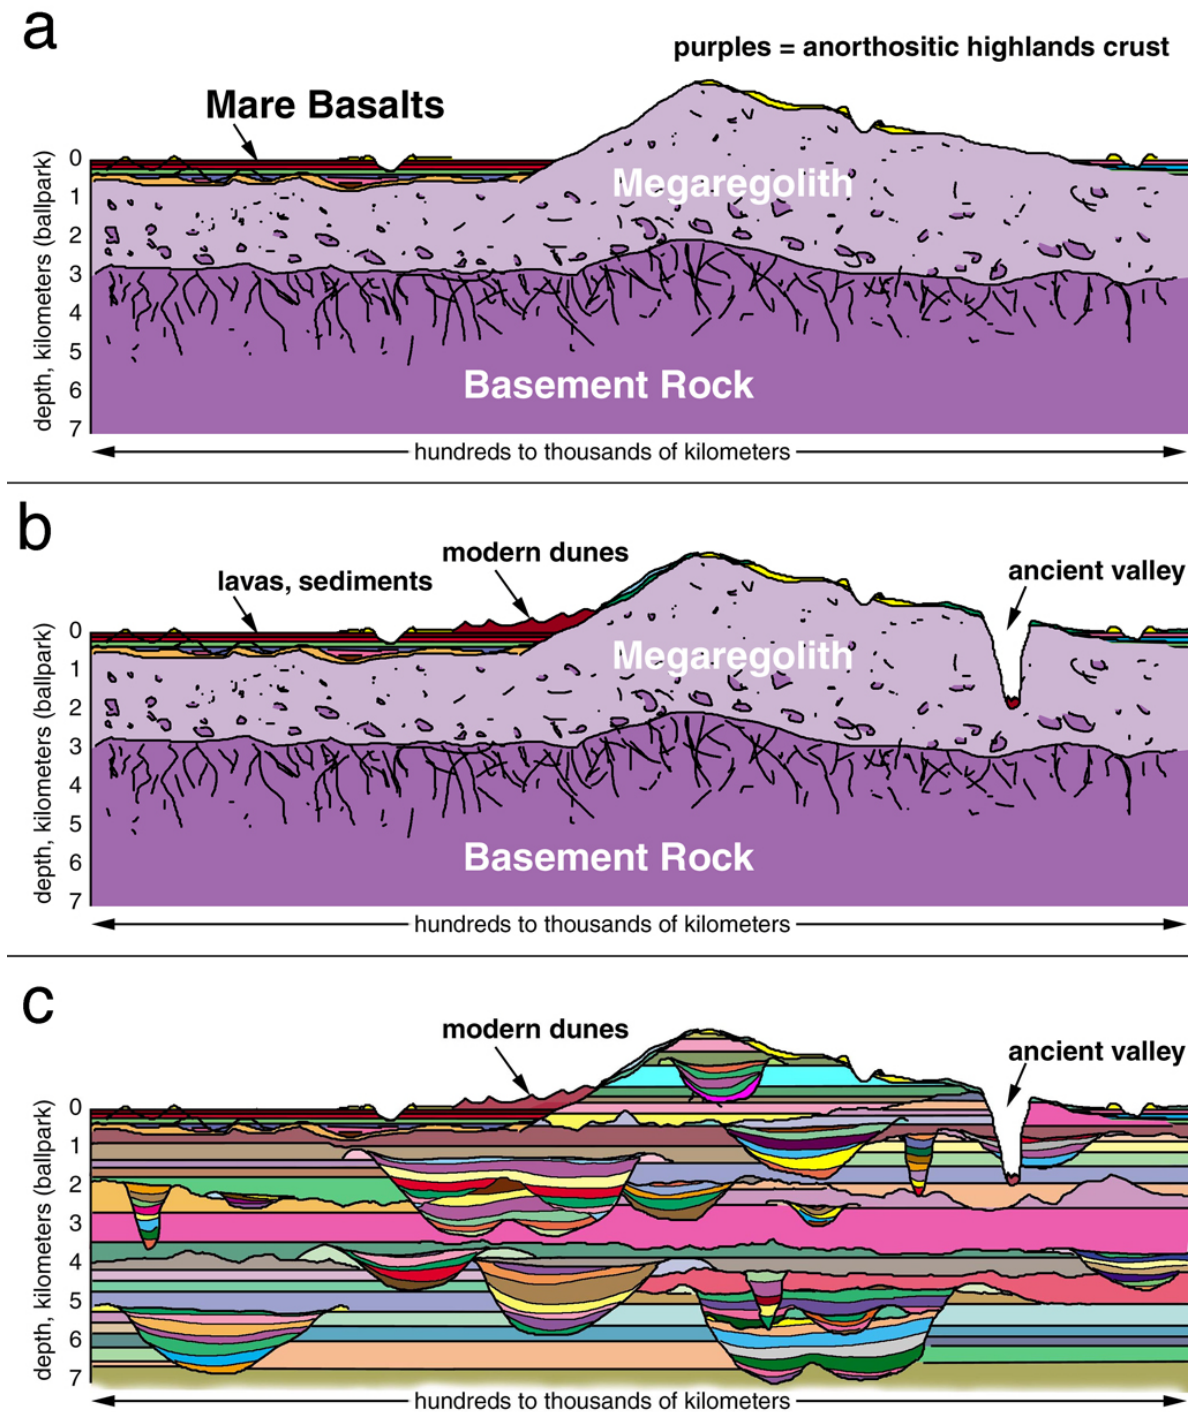 a
purples = anorthositic highlands crust
Mare Basalts
Megaregolith
Basement Rock
depth, kilometers (ballpark)
0
1
2
3
4
5
6
7
hundreds to thousands of kilometers
b
modern dunes
lavas, sediments
ancient valley
Megaregolith
Basement Rock
depth, kilometers (ballpark)
0
1
2
3
4
5
6
7
hundreds to thousands of kilometers
c
modern dunes
ancient valley
depth, kilometers (ballpark)
0
1
2
3
4
5
6
7
hundreds to thousands of kilometers